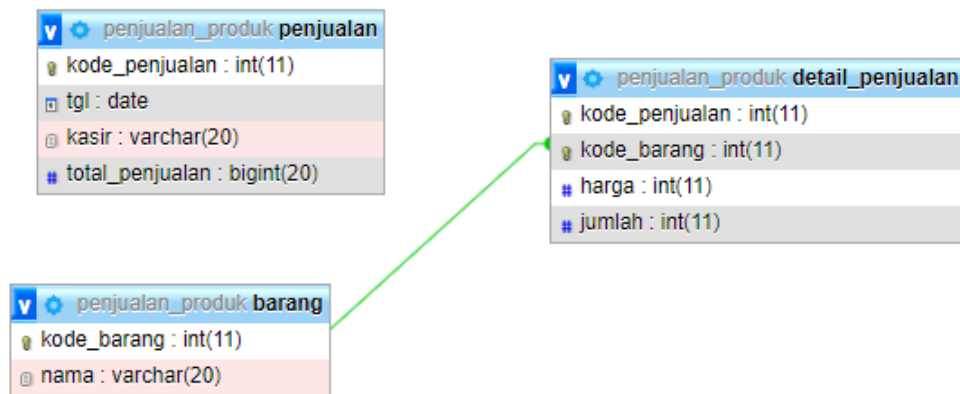 penjualan_produk penjualan
kode_penjualan : int(11)
tgl : date
kasir : varchar(20)
total_penjualan : bigint(20)
penjualan_produk detail_penjualan
kode_penjualan : int(11)
kode_barang : int(11)
harga : int(11)
jumlah : int(11)
penjualan_produk barang
kode_barang : int(11)
nama : varchar(20)